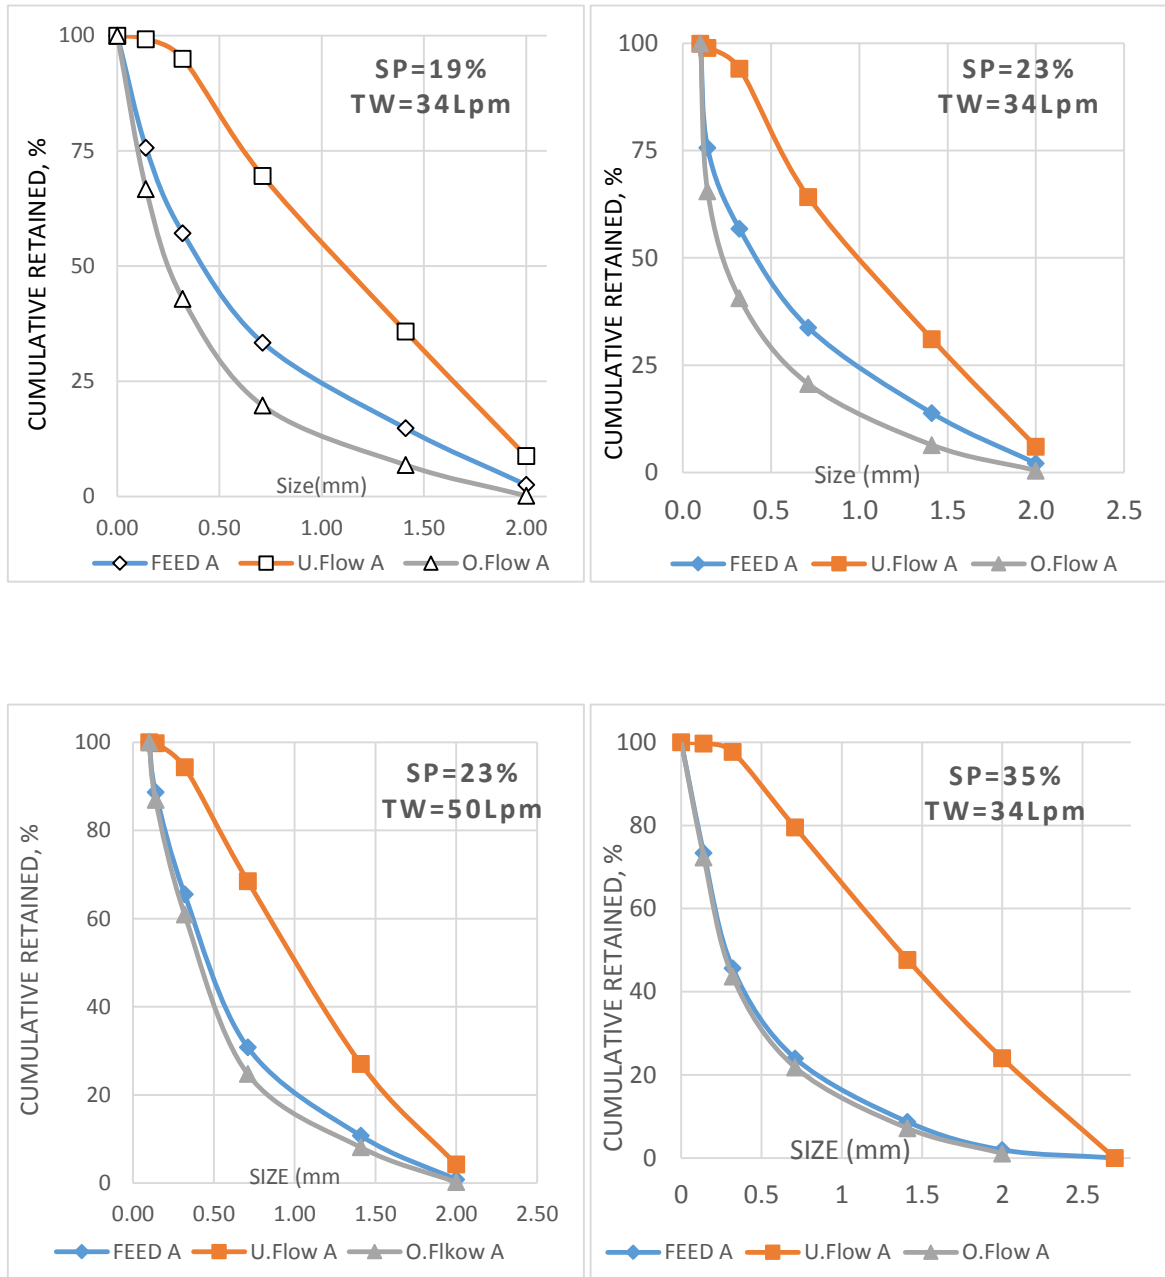 SP=19%
TW=34Lpm
CUMULATIVE RETAINED, %
100
75
50
25
0
Size(mm)
0.00 0.50 1.00 1.50 2.00
FEED A U.Flow A O.Flow A
SP=23%
TW=34Lpm
CUMULATIVE RETAINED, %
100
75
50
25
0
Size (mm)
0.0 0.5 1.0 1.5 2.0 2.5
FEED A U.Flow A O.Flow A
SP=23%
TW=50Lpm
CUMULATIVE RETAINED, %
100
80
60
40
20
0
SIZE (mm
0.00 0.50 1.00 1.50 2.00 2.50
FEED A U.Flow A O.Flkow A
SP=35%
TW=34Lpm
CUMULATIVE RETAINED, %
100
80
60
40
20
0
SIZE (mm)
0 0.5 1 1.5 2 2.5
FEED A U.Flow A O.Flow A